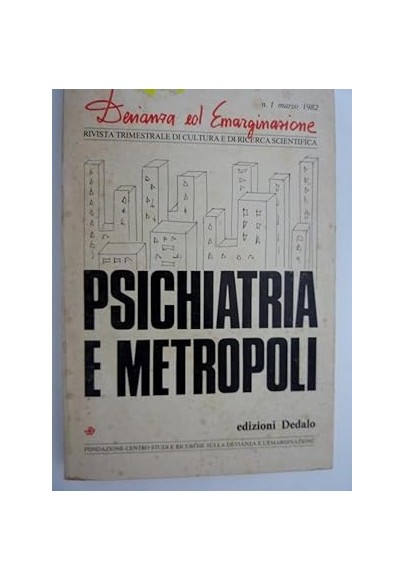 n. 1 marzo 1982
Devianza ed Emarginazione
RIVISTA TRIMESTRALE DI CULTURA E DI RICERCA SCIENTIFICA
PSICHIATRIA
E METROPOLI
edizioni Dedalo
FONDAZIONE CENTRO STUDI E RICERCHE SULLA DEVIANZA E L'EMARGINAZIONE